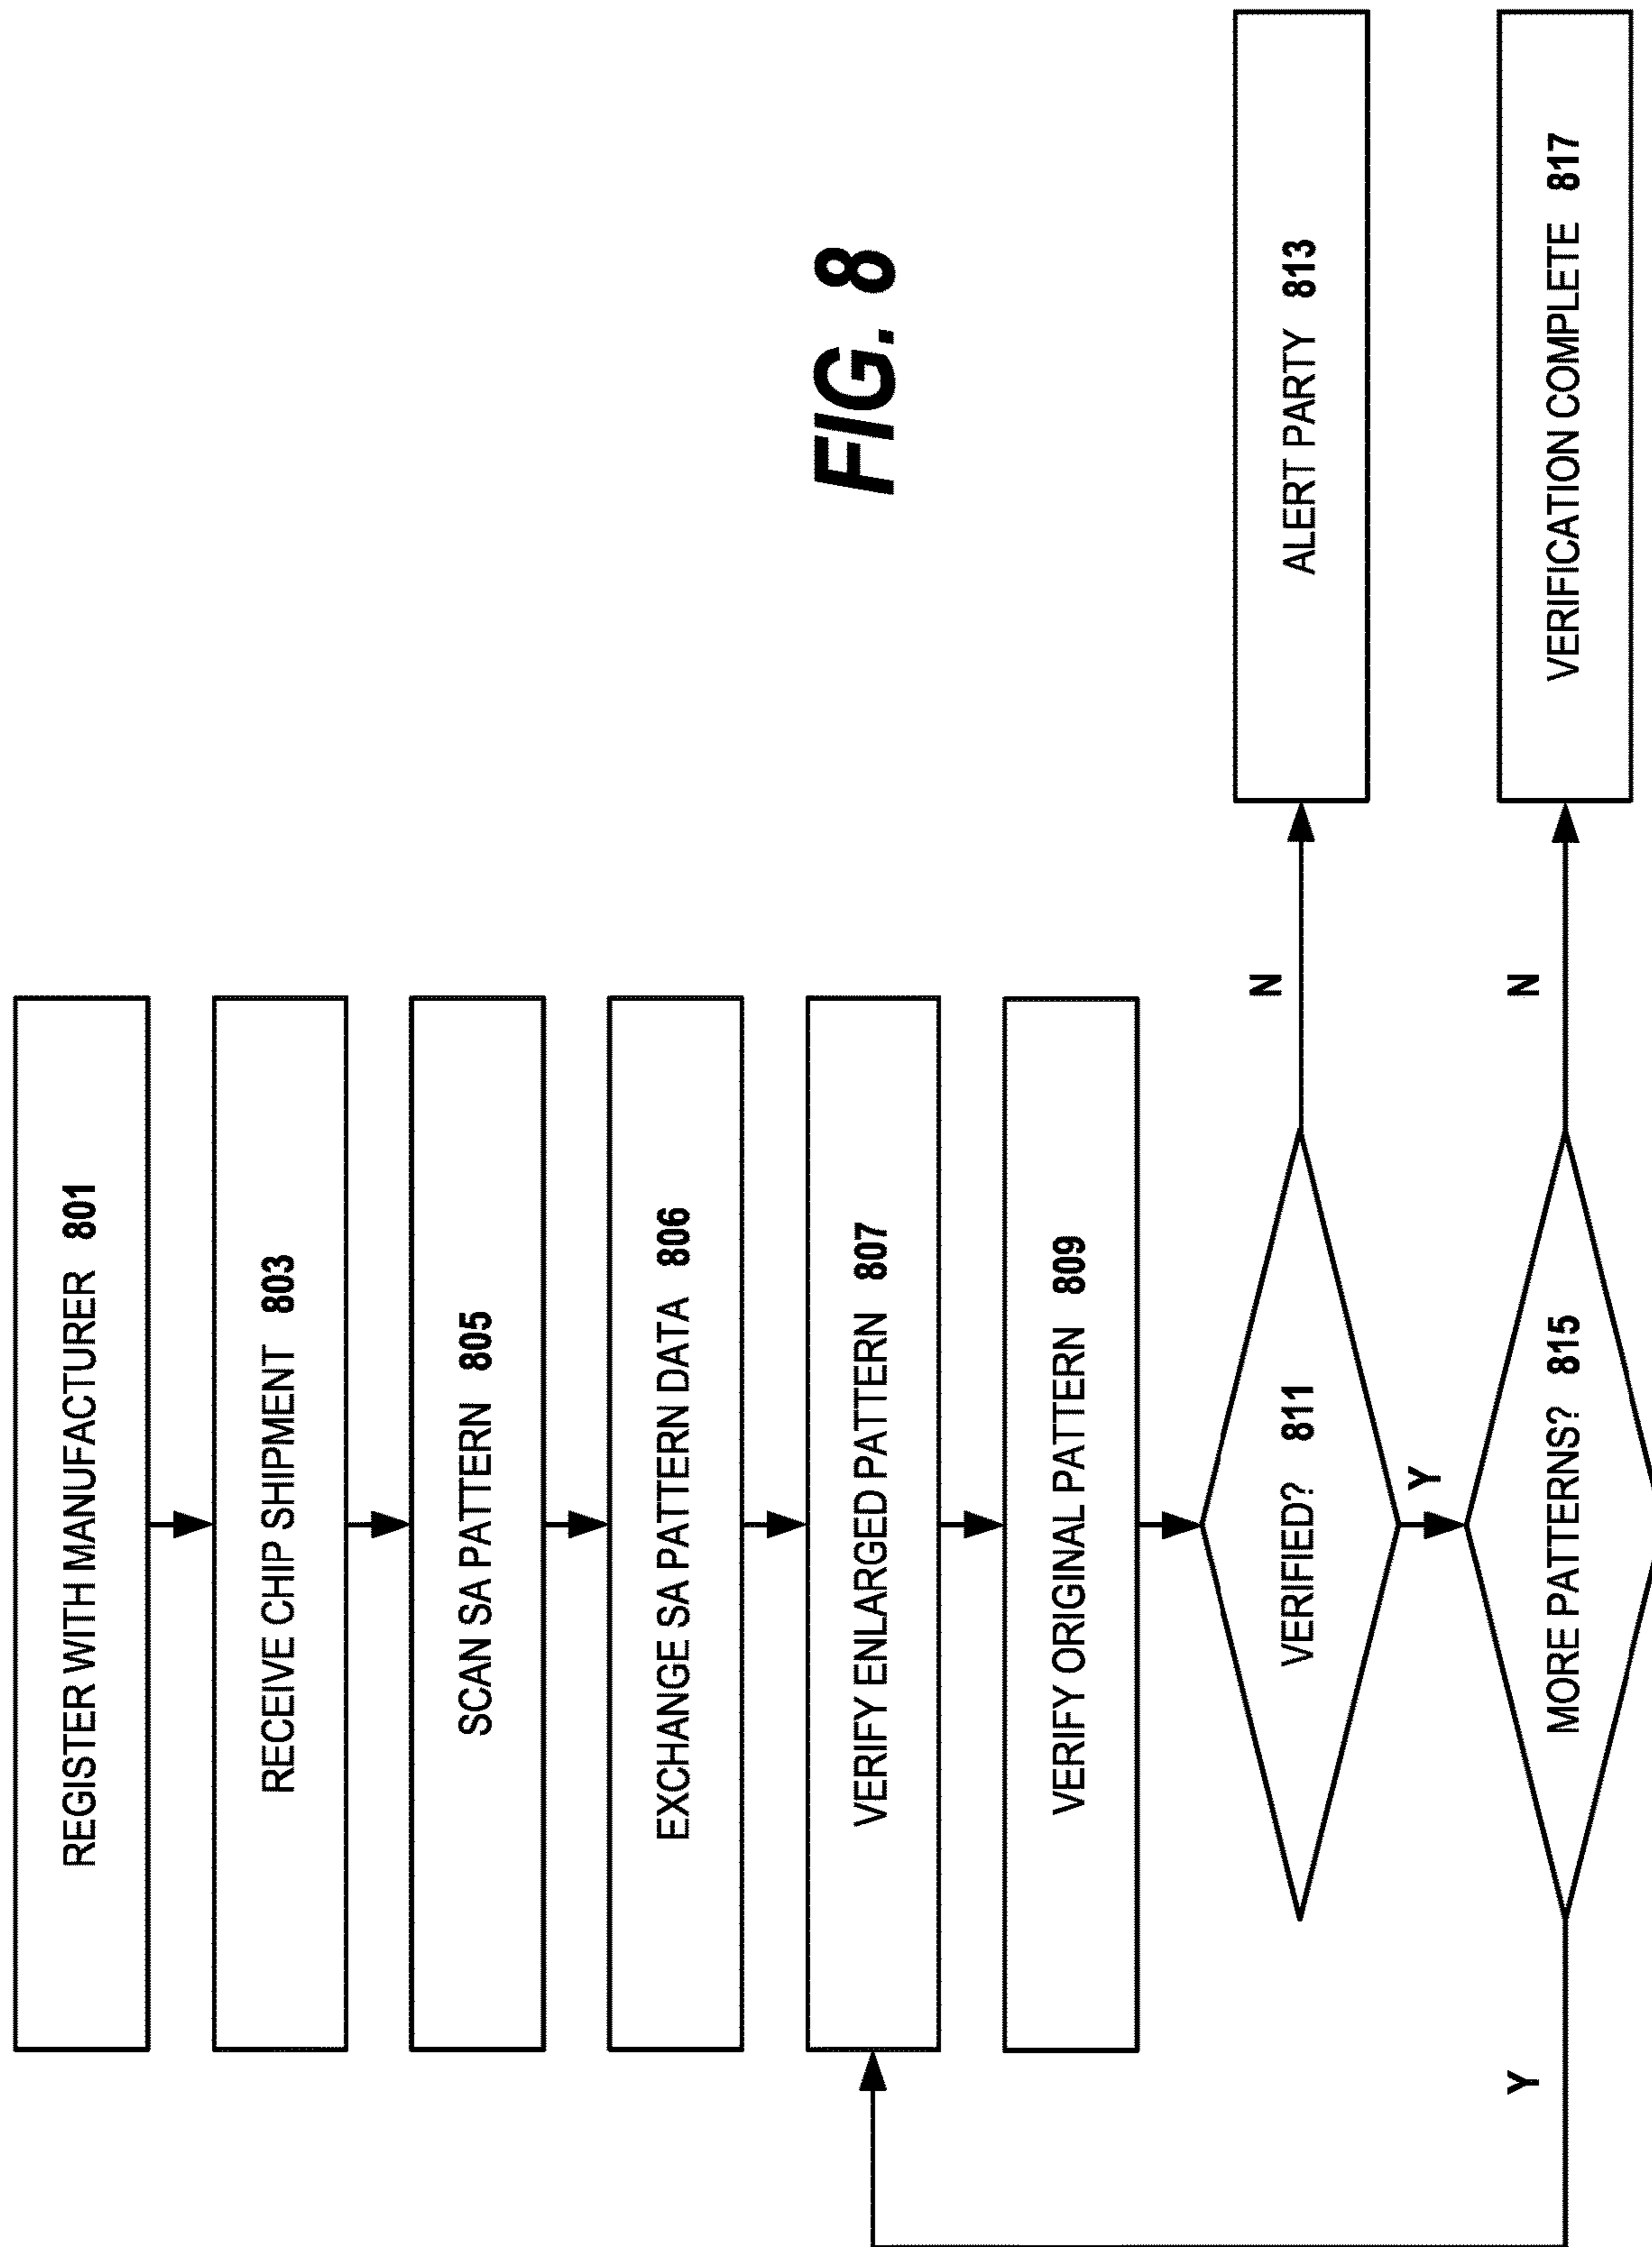 REGISTER WITH MANUFACTURER 801
RECEIVE CHIP SHIPMENT 803
SCAN SA PATTERN 805
EXCHANGE SA PATTERN DATA 806
VERIFY ENLARGED PATTERN 807
VERIFY ORIGINAL PATTERN 809
VERIFIED? 811
N
ALERT PARTY 813
Y
MORE PATTERNS? 815
N
VERIFICATION COMPLETE 817
Y
FIG. 8